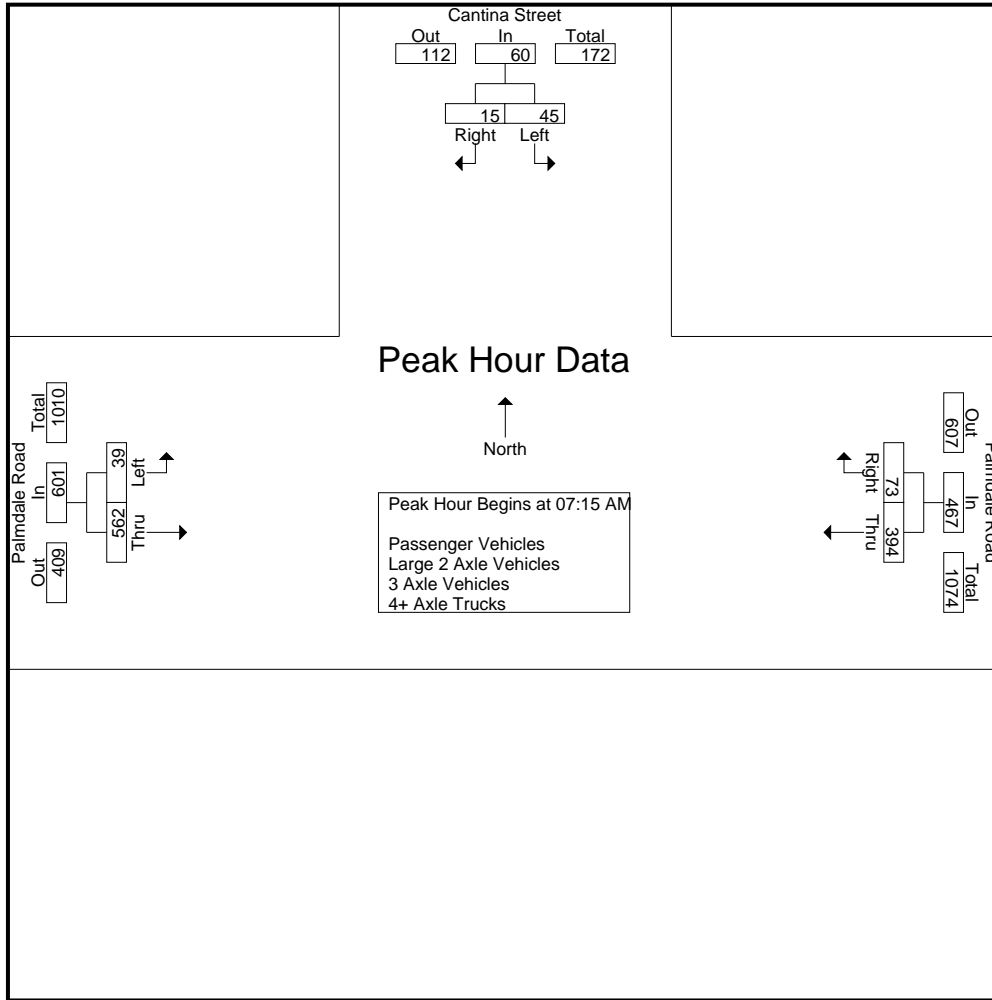 Cantina Street
Out In Total
112 60 172
15 45
Right Left
Peak Hour Data
North
Peak Hour Begins at 07:15 AM
Passenger Vehicles
Large 2 Axle Vehicles
3 Axle Vehicles
4+ Axle Trucks
Palmdale Road
Out In Total
409 601 1010
562 39
Thru Left
Palmdale Road
Out In Total
607 467 1074
73 394
Right Thru